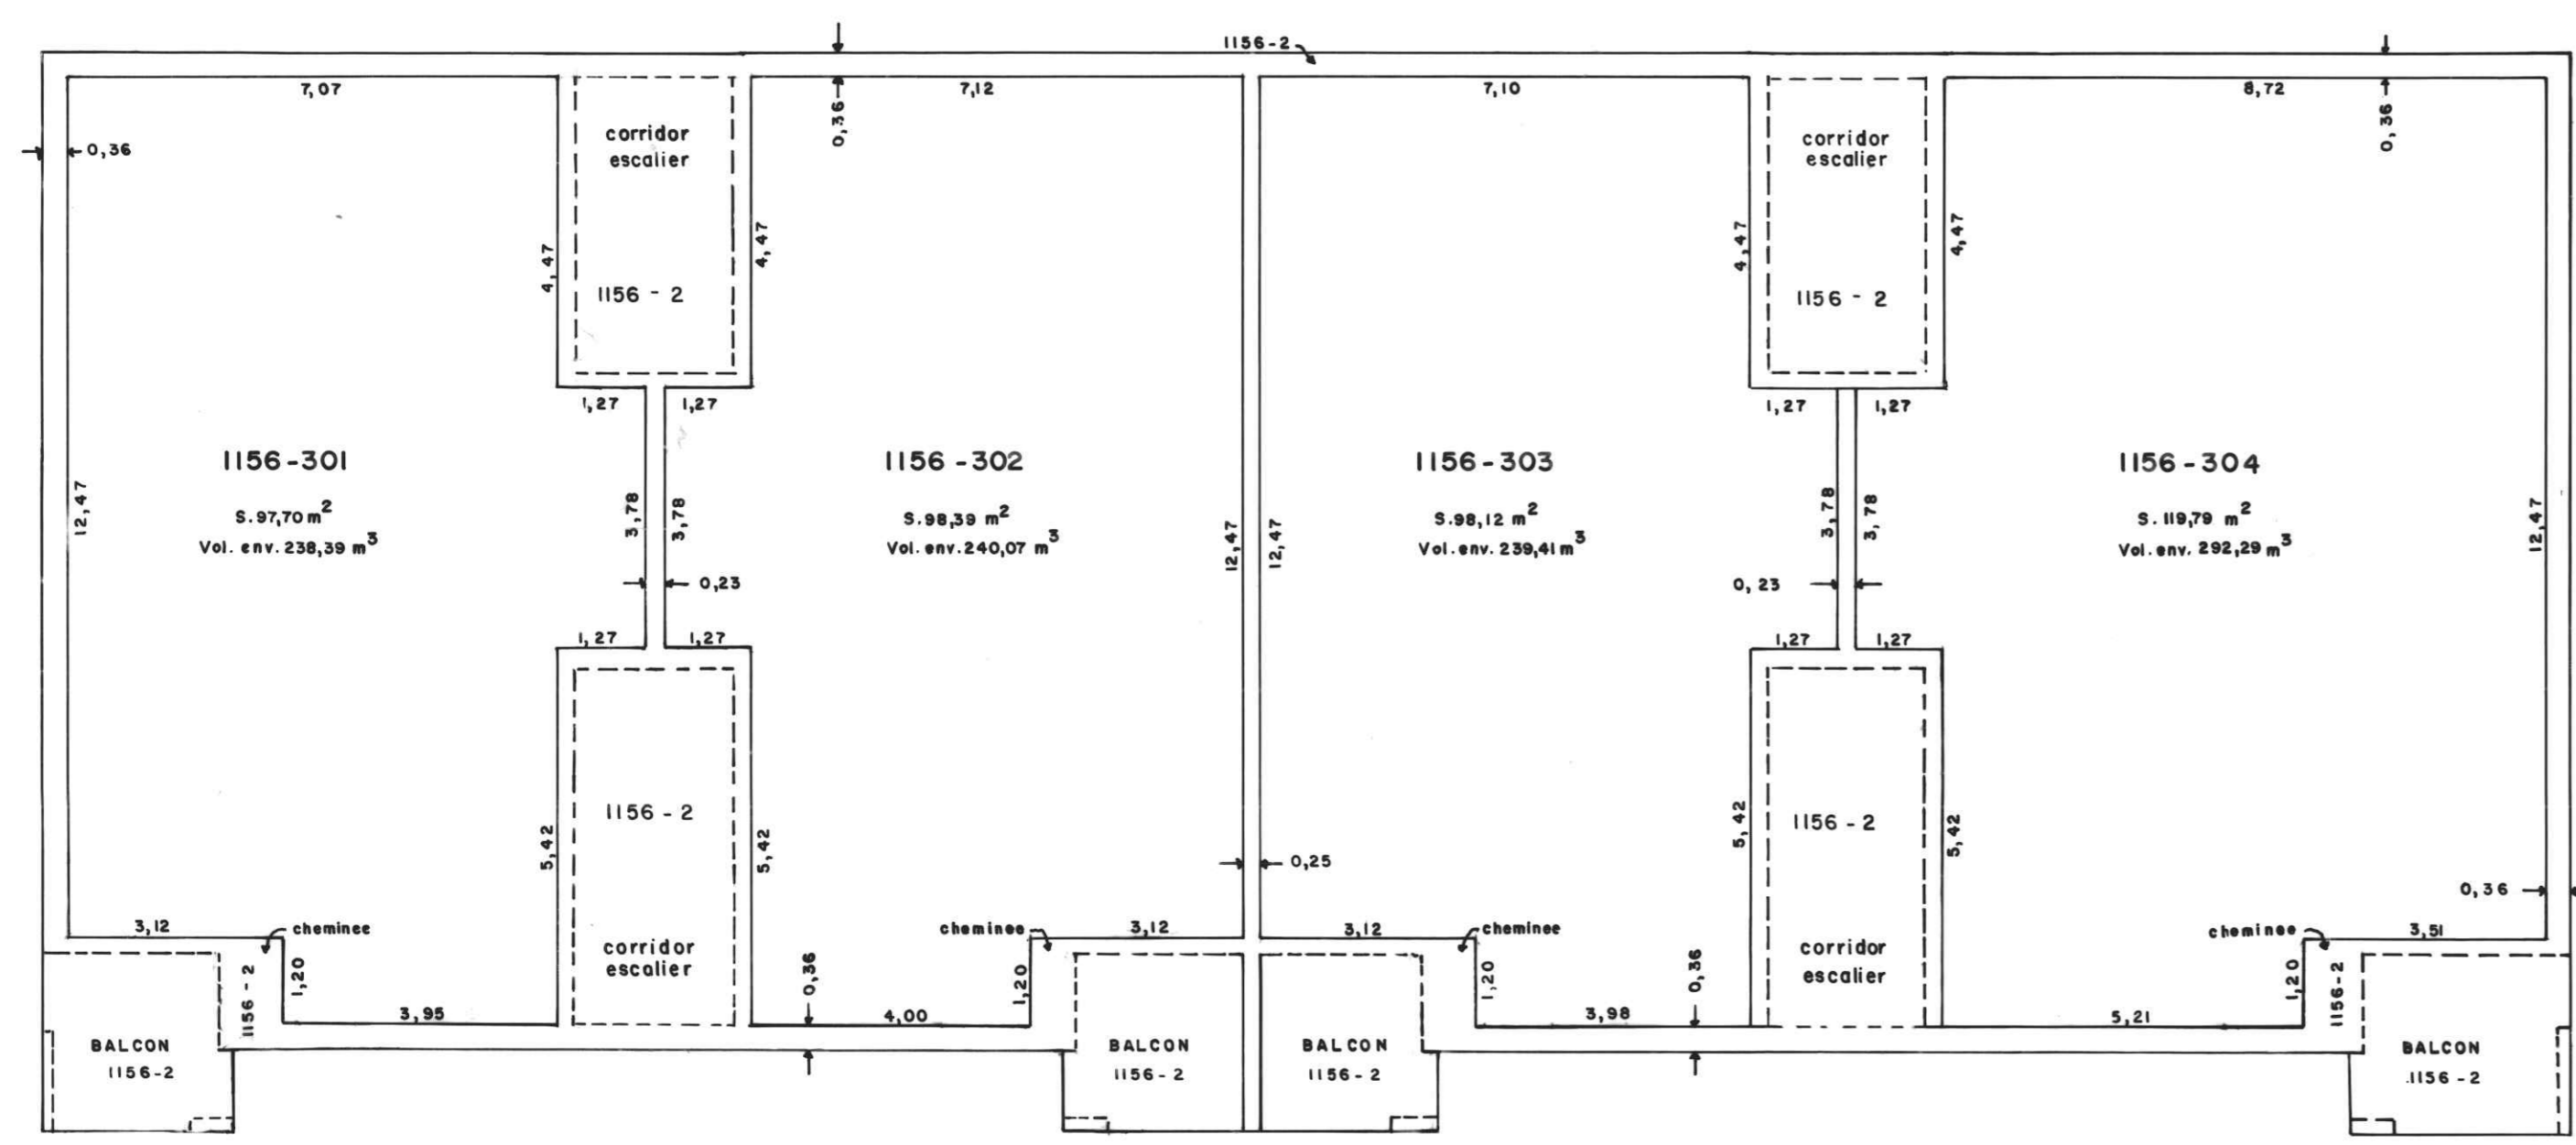 1156-2
7,07
7,12
7,10
8,72
0,36
0,36
0,36
corridor
escalier
corridor
escalier
4,47
4,47
4,47
4,47
1156 - 2
1156 - 2
1,27
1,27
1,27
1,27
1156-301
S. 97,70 m²
Vol. env. 238,39 m³
1156 -302
S. 98,39 m²
Vol. env. 240,07 m³
1156-303
S. 98,12 m²
Vol. env. 239,41 m³
1156-304
S. 119,79 m²
Vol. env. 292,29 m³
12,47
3,78
3,78
12,47
12,47
3,78
3,78
12,47
0,23
0,23
1,27
1,27
1,27
1,27
1156 - 2
1156 - 2
5,42
5,42
5,42
5,42
0,25
0,36
3,12
cheminee
cheminee
3,12
3,12
cheminee
cheminee
3,51
corridor
escalier
corridor
escalier
1156 - 2
1,20
0,36
1,20
1,20
0,36
1,20
1156-2
3,95
4,00
3,98
5,21
BALCON
1156-2
BALCON
1156-2
BALCON
1156-2
BALCON
1156-2